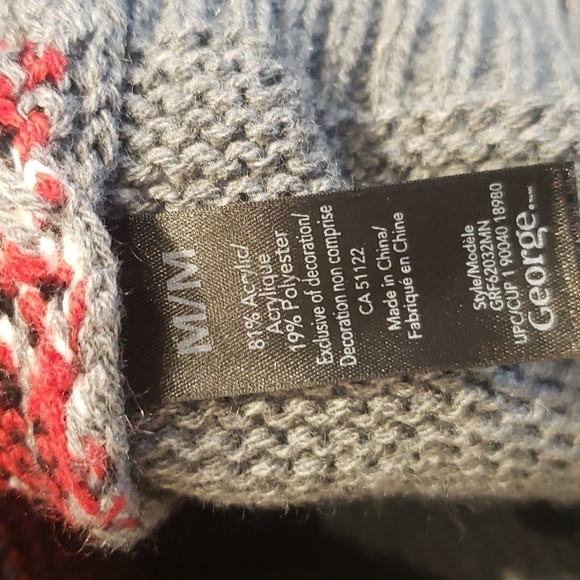 M/M
81% Acrylic/
Acrylique
19% Polyester
Exclusive of decoration/
Decoration non comprise
CA 51122
Made in China/
Fabriqué en Chine
Style/Modèle
GRF62032MN
UPC/CUP 1 90040 18980
George